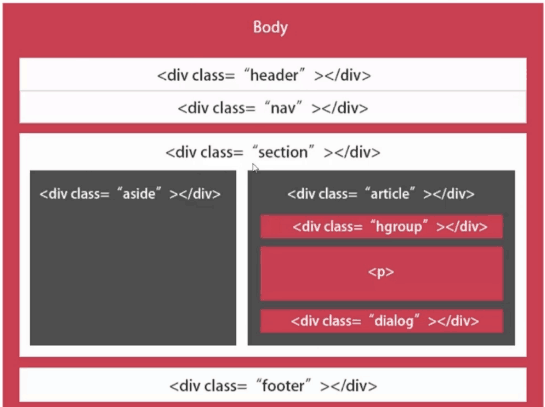 Body
<div class= “header” ></div>
<div class= “nav” ></div>
<div class= “section” ></div>
<div class= “aside” ></div>
<div class= “article” ></div>
<div class= “hgroup” ></div>
<p>
<div class= “dialog” ></div>
<div class= “footer” ></div>